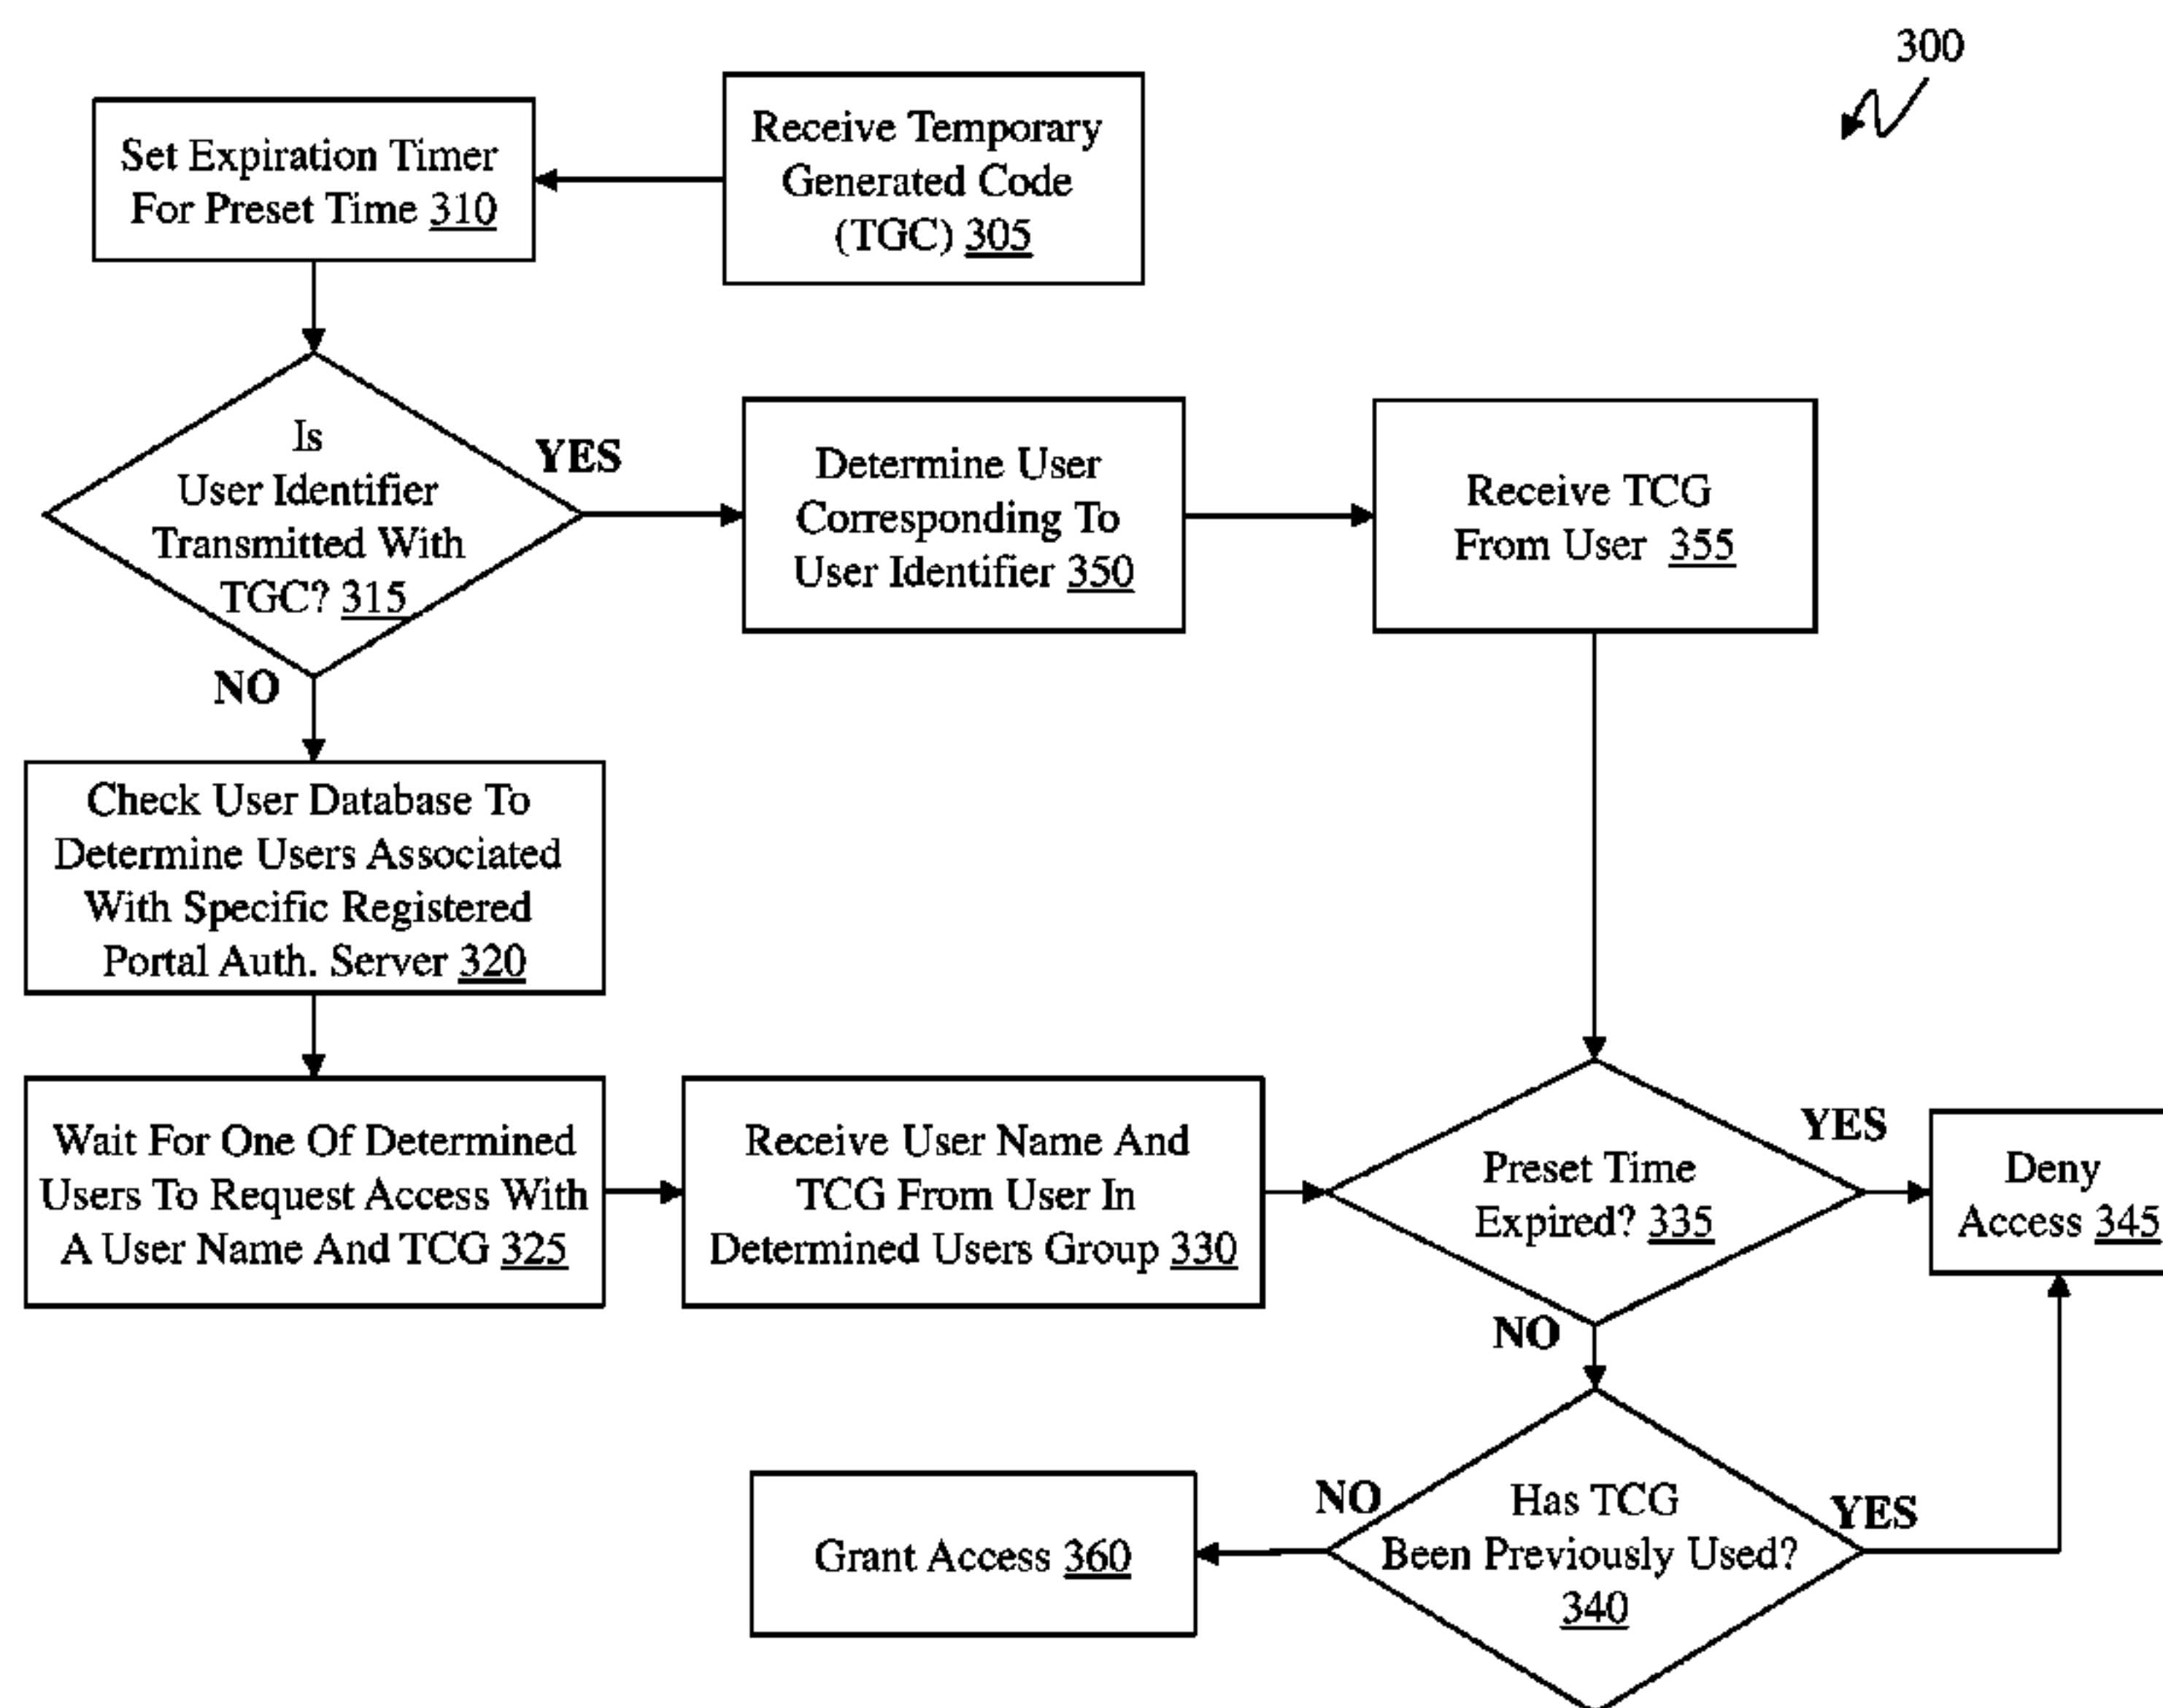 300
Receive Temporary
Generated Code
(TGC) 305
Set Expiration Timer
For Preset Time 310
Is
User Identifier
Transmitted With
TGC? 315
YES
NO
Determine User
Corresponding To
User Identifier 350
Receive TCG
From User 355
Check User Database To
Determine Users Associated
With Specific Registered
Portal Auth. Server 320
Wait For One Of Determined
Users To Request Access With
A User Name And TCG 325
Receive User Name And
TCG From User In
Determined Users Group 330
Preset Time
Expired? 335
YES
NO
Deny
Access 345
Has TCG
Been Previously Used?
340
NO
YES
Grant Access 360